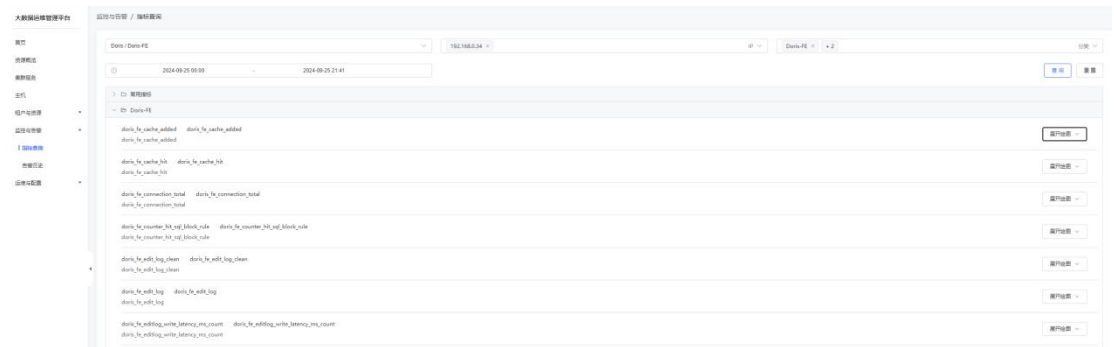 大数据运维管理平台
监控与告警 / 指标查询
首页
资源概览
集群服务
主机
租户与资源
监控与告警
指标查询
告警历史
运维与配置
Doris / Doris-FE
192.168.0.34 ×
IP
Doris-FE × + 2
分类
2024-09-25 00:00 - 2024-09-25 21:41
查询 重置
常用指标
Doris-FE
doris_fe_cache_added doris_fe_cache_added
doris_fe_cache_added
展开绘图
doris_fe_cache_hit doris_fe_cache_hit
doris_fe_cache_hit
展开绘图
doris_fe_connection_total doris_fe_connection_total
doris_fe_connection_total
展开绘图
doris_fe_counter_hit_sql_block_rule doris_fe_counter_hit_sql_block_rule
doris_fe_counter_hit_sql_block_rule
展开绘图
doris_fe_edit_log_clean doris_fe_edit_log_clean
doris_fe_edit_log_clean
展开绘图
doris_fe_edit_log doris_fe_edit_log
doris_fe_edit_log
展开绘图
doris_fe_editlog_write_latency_ms_count doris_fe_editlog_write_latency_ms_count
doris_fe_editlog_write_latency_ms_count
展开绘图